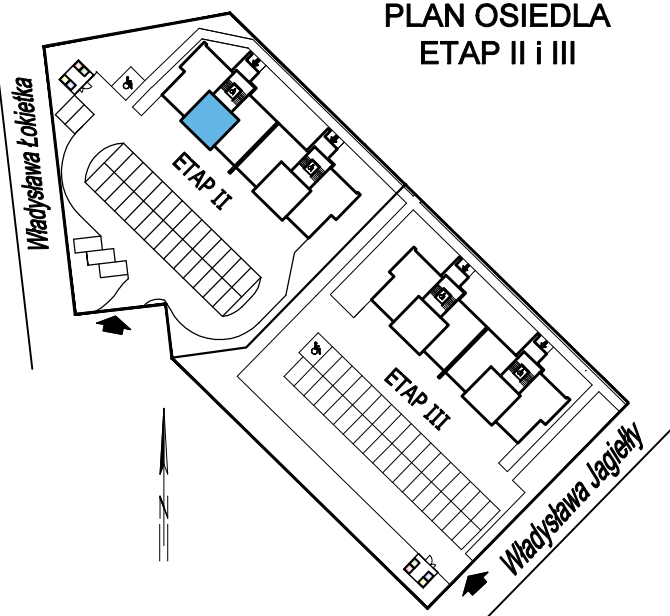 PLAN OSIEDLA
ETAP II i III
Władysława Łokietka
ETAP II
ETAP III
Władysława Jagiełły
N